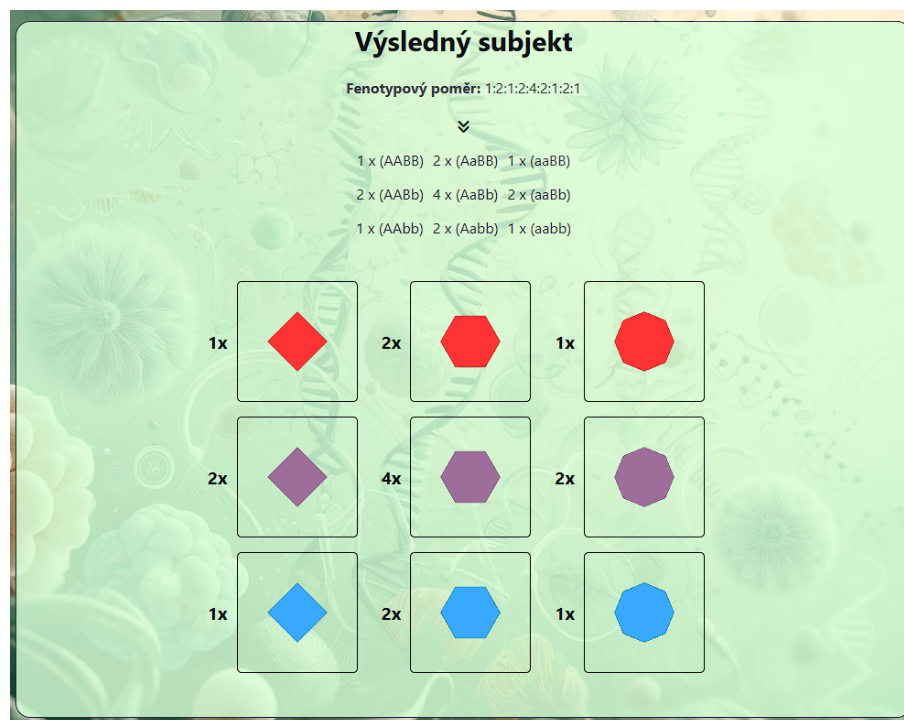 Výsledný subjekt
Fenotypový poměr: 1:2:1:2:4:2:1:2:1
1 x (AABB) 2 x (AaBB) 1 x (aaBB)
2 x (AABb) 4 x (AaBb) 2 x (aaBb)
1 x (AAbb) 2 x (Aabb) 1 x (aabb)
1x 2x 1x
2x 4x 2x
1x 2x 1x